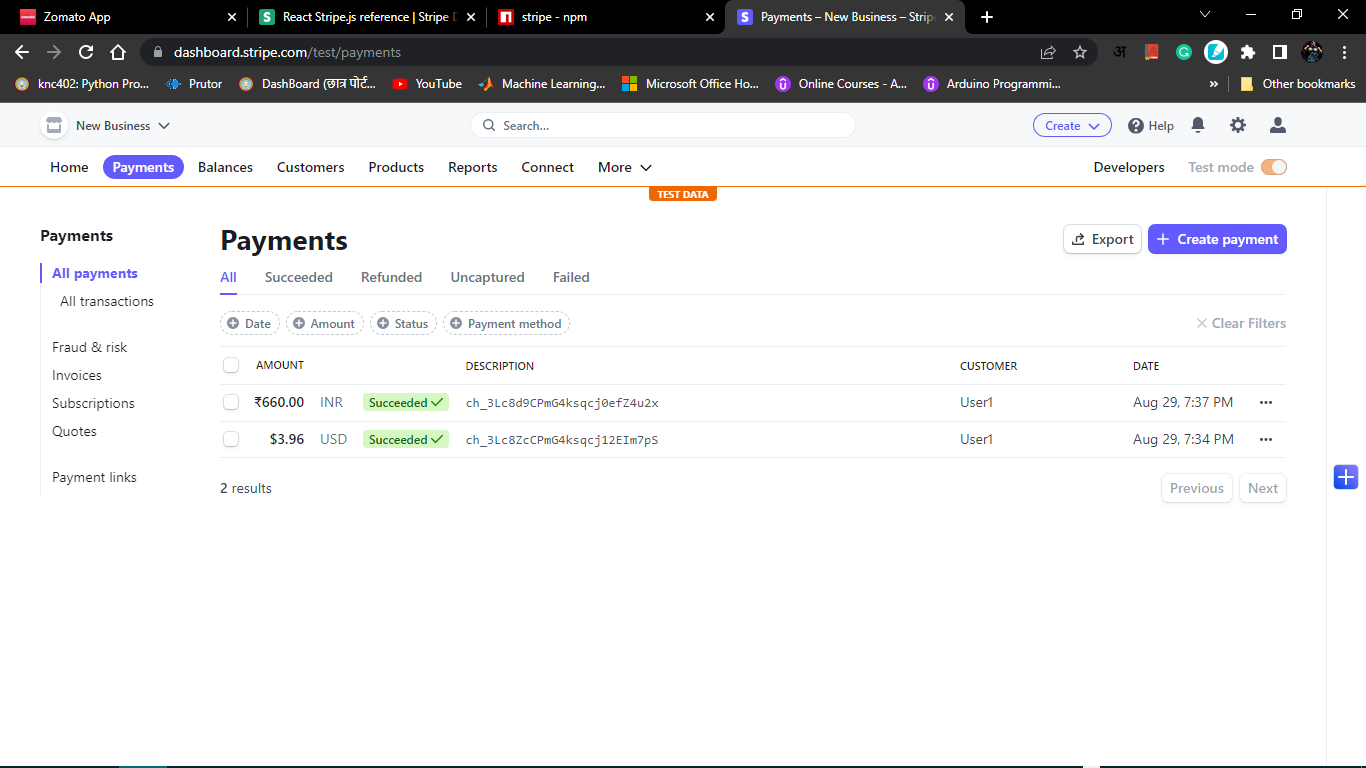 Zomato App
React Stripe.js reference | Stripe D
stripe - npm
Payments – New Business – Stripe
dashboard.stripe.com/test/payments
अ
knc402: Python Pro...
Prutor
DashBoard (छात्र पोर्ट...
YouTube
Machine Learning...
Microsoft Office Ho...
Online Courses - A...
Arduino Programmi...
»
Other bookmarks
New Business
Search...
Create
Help
Home Payments Balances Customers Products Reports Connect More
Developers
Test mode
TEST DATA
Payments
All payments
All transactions
Fraud & risk
Invoices
Subscriptions
Quotes
Payment links
Payments
Export
Create payment
All Succeeded Refunded Uncaptured Failed
Date Amount Status Payment method
Clear Filters
AMOUNT DESCRIPTION CUSTOMER DATE
₹660.00 INR Succeeded ch_3Lc8d9CPmG4ksqcj0efZ4u2x User1 Aug 29, 7:37 PM
$3.96 USD Succeeded ch_3Lc8ZcCPmG4ksqcj12EIm7pS User1 Aug 29, 7:34 PM
2 results
Previous Next